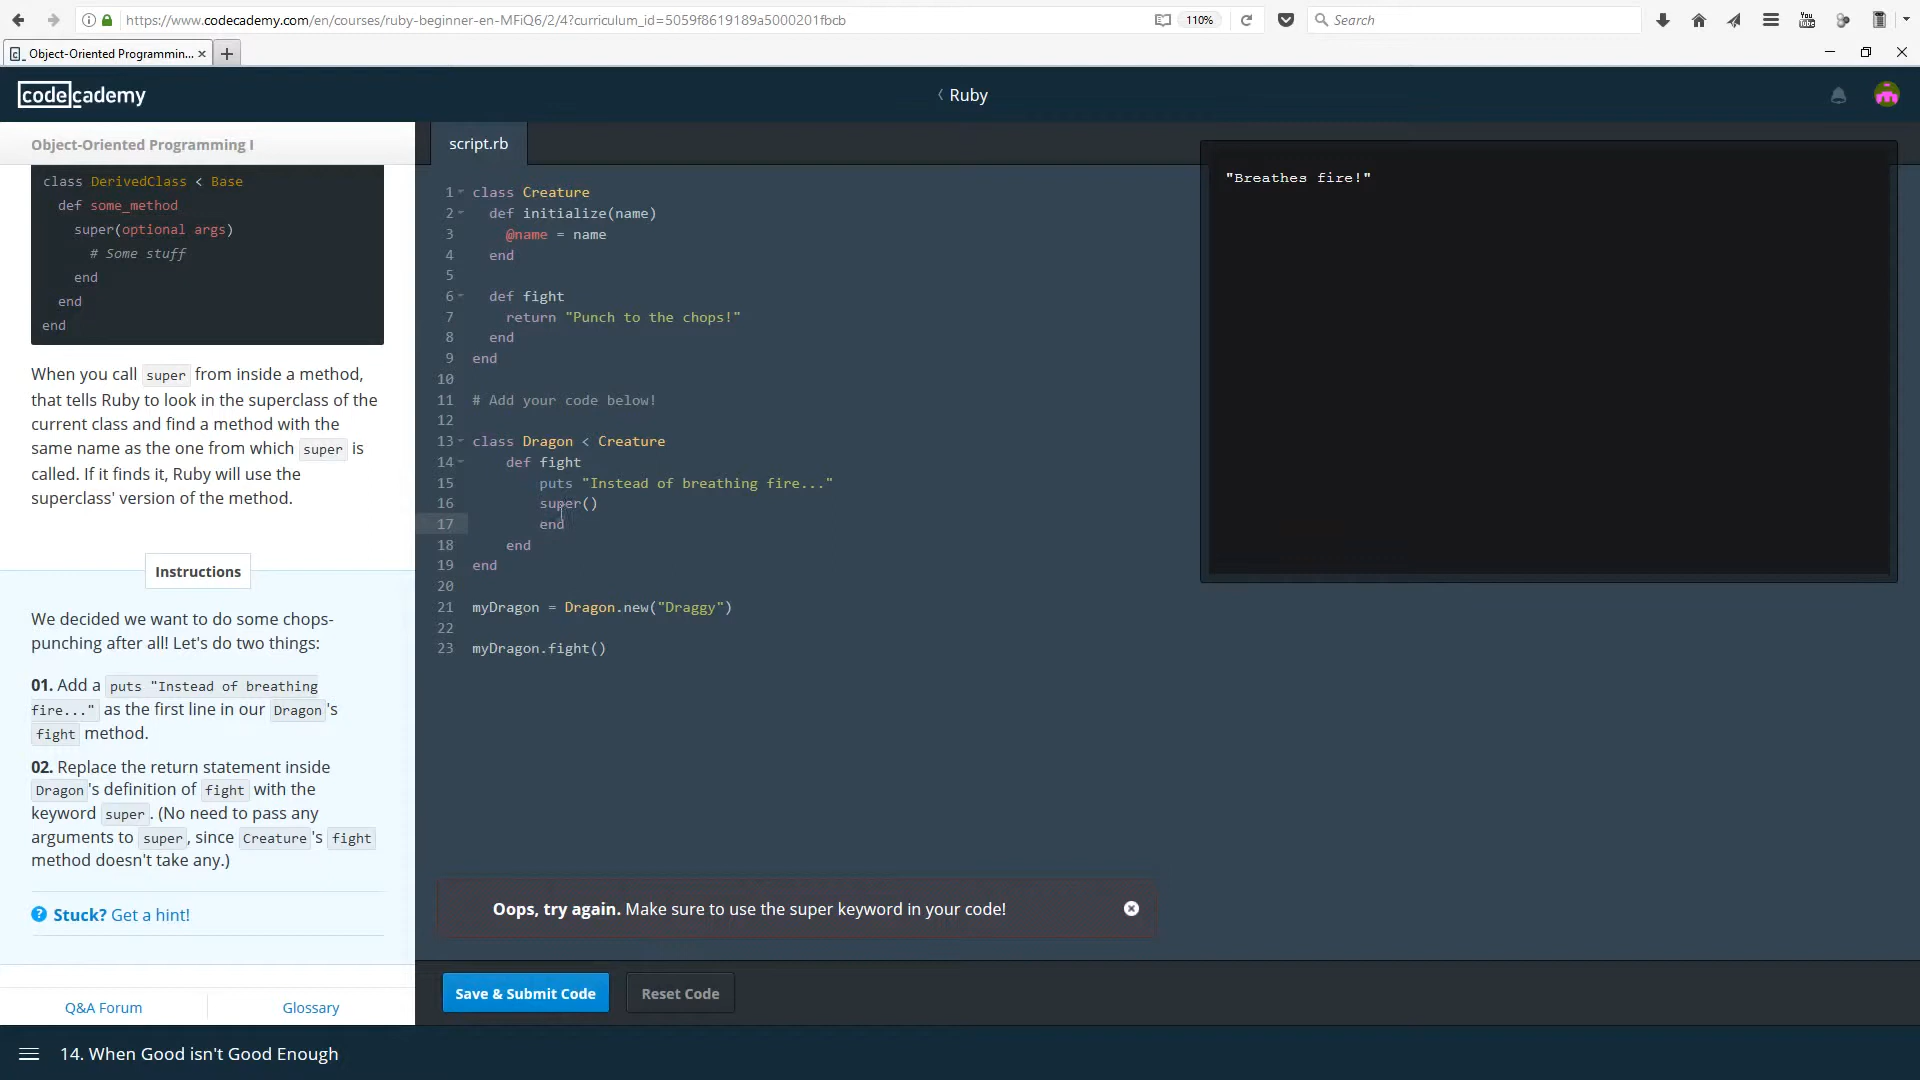 https://www.codecademy.com/en/courses/ruby-beginner-en-MFiQ6/2/4?curriculum_id=5059f8619189a5000201fbcb
110%
Search
You
Object-Oriented Programmin...
codecademy
Ruby
Object-Oriented Programming I
class DerivedClass < Base
def some_method
super(optional args)
# Some stuff
end
end
end
When you call super from inside a method,
that tells Ruby to look in the superclass of the
current class and find a method with the
same name as the one from which super is
called. If it finds it, Ruby will use the
superclass' version of the method.
Instructions
We decided we want to do some chops-
punching after all! Let's do two things:
01. Add a puts "Instead of breathing
fire..." as the first line in our Dragon's
fight method.
02. Replace the return statement inside
Dragon's definition of fight with the
keyword super. (No need to pass any
arguments to super, since Creature's fight
method doesn't take any.)
? Stuck? Get a hint!
Q&A Forum
Glossary
script.rb
1 class Creature
2 def initialize(name)
3 @name = name
4 end
5
6 def fight
7 return "Punch to the chops!"
8 end
9 end
10
11 # Add your code below!
12
13 class Dragon < Creature
14 def fight
15 puts "Instead of breathing fire..."
16 super()
17 end
18 end
19 end
20
21 myDragon = Dragon.new("Draggy")
22
23 myDragon.fight()
"Breathes fire!"
Oops, try again. Make sure to use the super keyword in your code!
Save & Submit Code
Reset Code
14. When Good isn't Good Enough